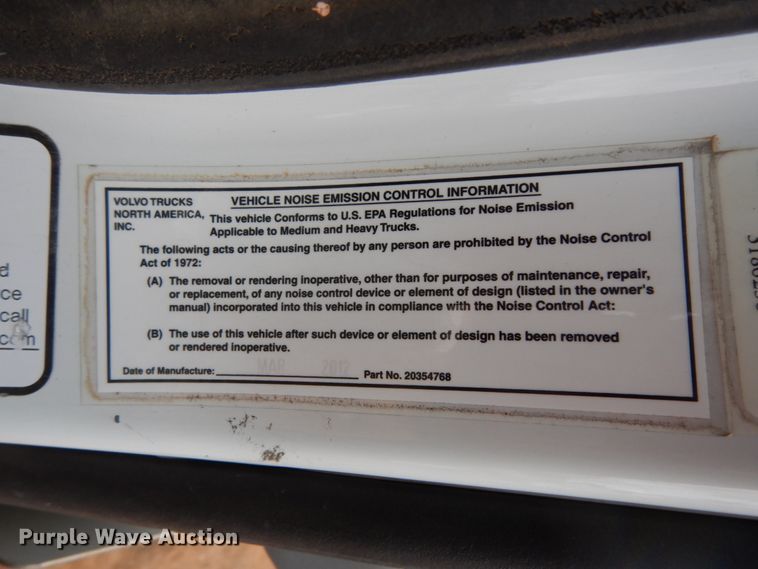 VOLVO TRUCKS
NORTH AMERICA,
INC.
VEHICLE NOISE EMISSION CONTROL INFORMATION
This vehicle Conforms to U.S. EPA Regulations for Noise Emission
Applicable to Medium and Heavy Trucks.
The following acts or the causing thereof by any person are prohibited by the Noise Control
Act of 1972:
(A) The removal or rendering inoperative, other than for purposes of maintenance, repair,
or replacement, of any noise control device or element of design (listed in the owner's
manual) incorporated into this vehicle in compliance with the Noise Control Act:
(B) The use of this vehicle after such device or element of design has been removed
or rendered inoperative.
Date of Manufacture: MAR 2012 Part No. 20354768
call
Purple Wave Auction